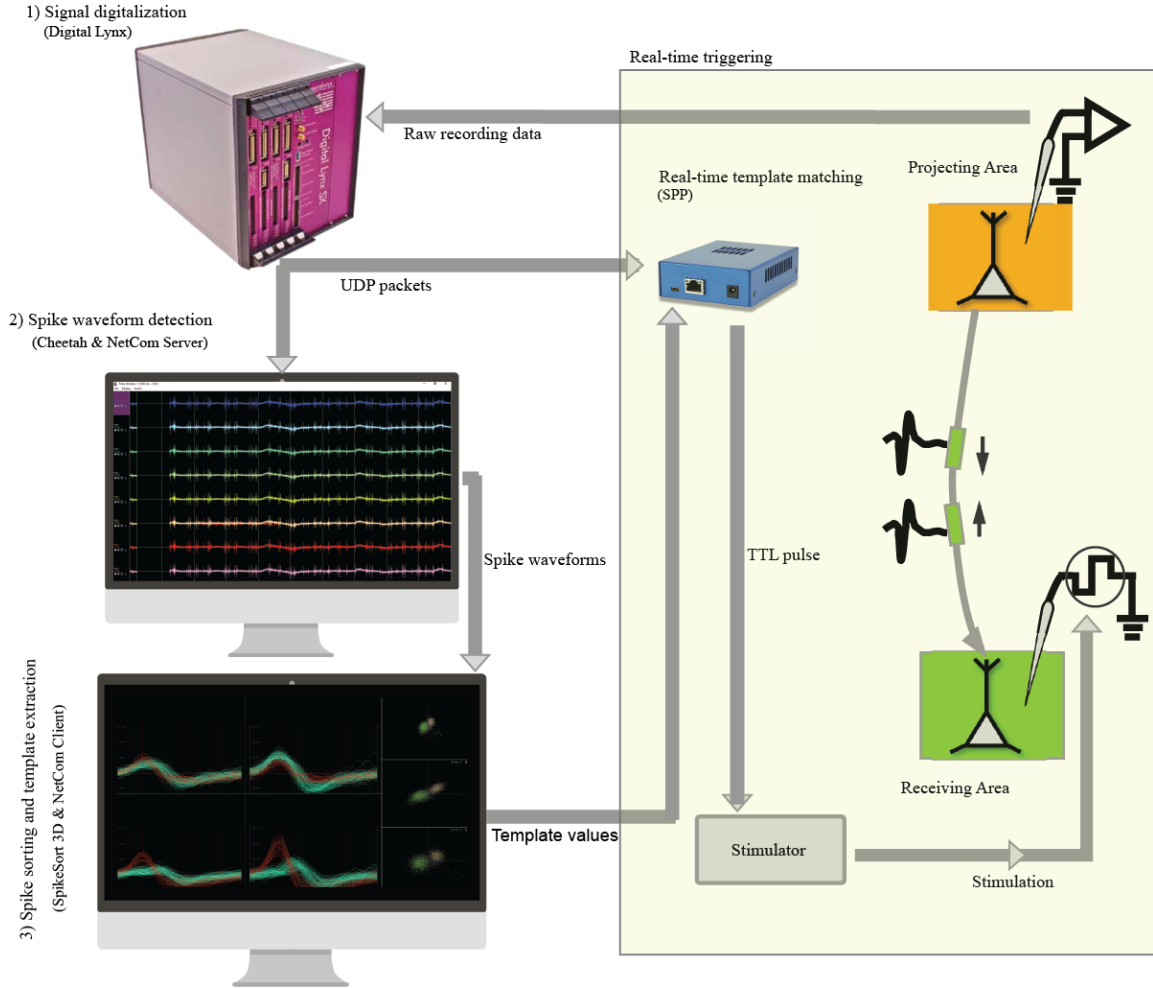 1) Signal digitalization
(Digital Lynx)
Digital Lynx SX
Real-time triggering
Raw recording data
Projecting Area
Real-time template matching
(SPP)
UDP packets
2) Spike waveform detection
(Cheetah & NetCom Server)
Spike waveforms
TTL pulse
3) Spike sorting and template extraction
(SpikeSort 3D & NetCom Client)
Receiving Area
Template values
Stimulator
Stimulation